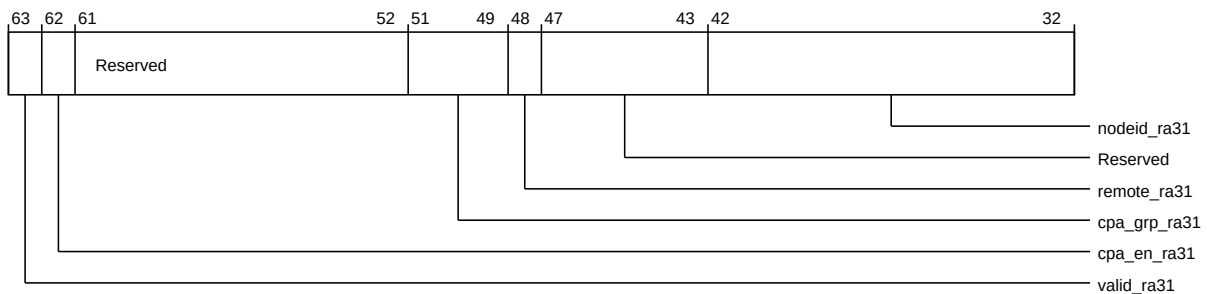 63 62 61 52 51 49 48 47 43 42 32
Reserved
nodeid_ra31
Reserved
remote_ra31
cpa_grp_ra31
cpa_en_ra31
valid_ra31